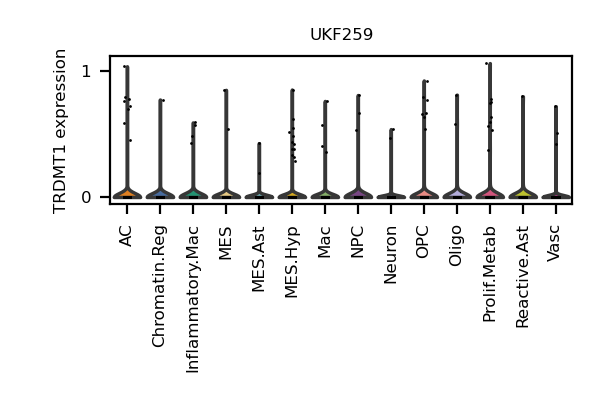 UKF259
TRDMT1 expression
1
0
AC
Chromatin.Reg
Inflammatory.Mac
MES
MES.Ast
MES.Hyp
Mac
NPC
Neuron
OPC
Oligo
Prolif.Metab
Reactive.Ast
Vasc